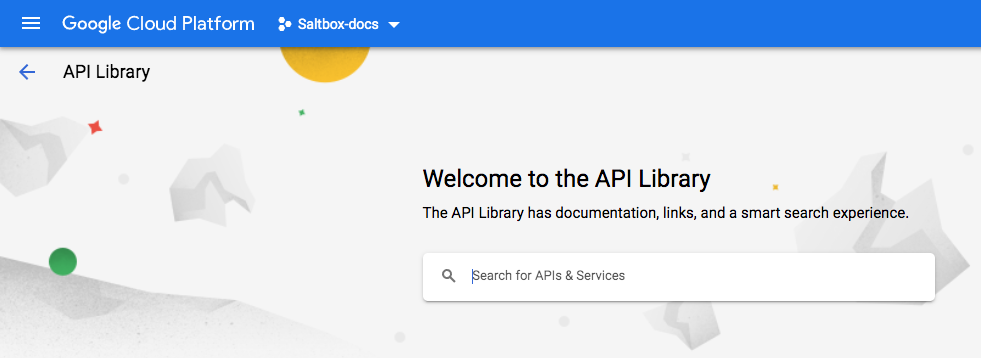 Google Cloud Platform Saltbox-docs
API Library
Welcome to the API Library
The API Library has documentation, links, and a smart search experience.
Search for APIs & Services